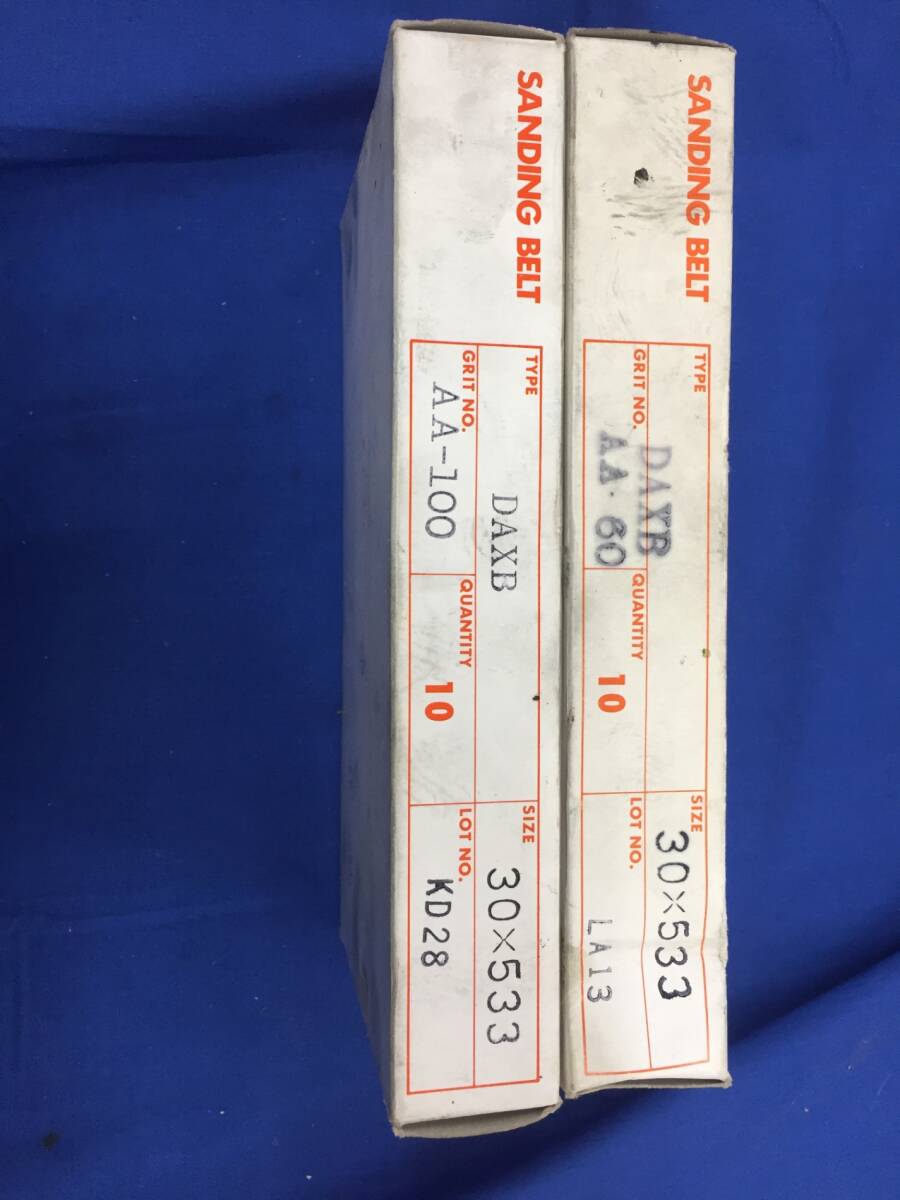 SANDING BELT
TYPE
DAXB
SIZE
30×533
GRIT NO.
AA-100
QUANTITY
10
LOT NO.
KD28
SANDING BELT
TYPE
DAXB
SIZE
30×533
GRIT NO.
AA-60
QUANTITY
10
LOT NO.
LA13